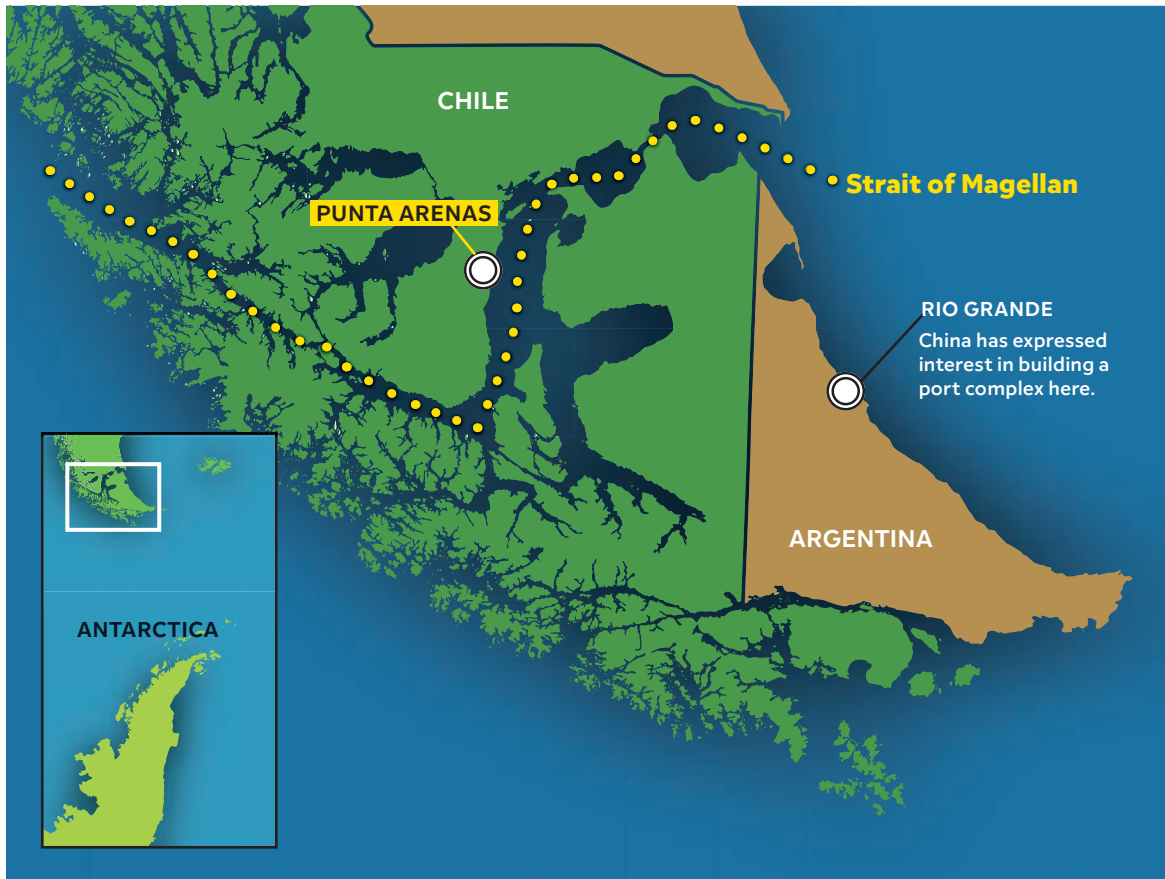 CHILE
Strait of Magellan
PUNTA ARENAS
RIO GRANDE
China has expressed
interest in building a
port complex here.
ARGENTINA
ANTARCTICA